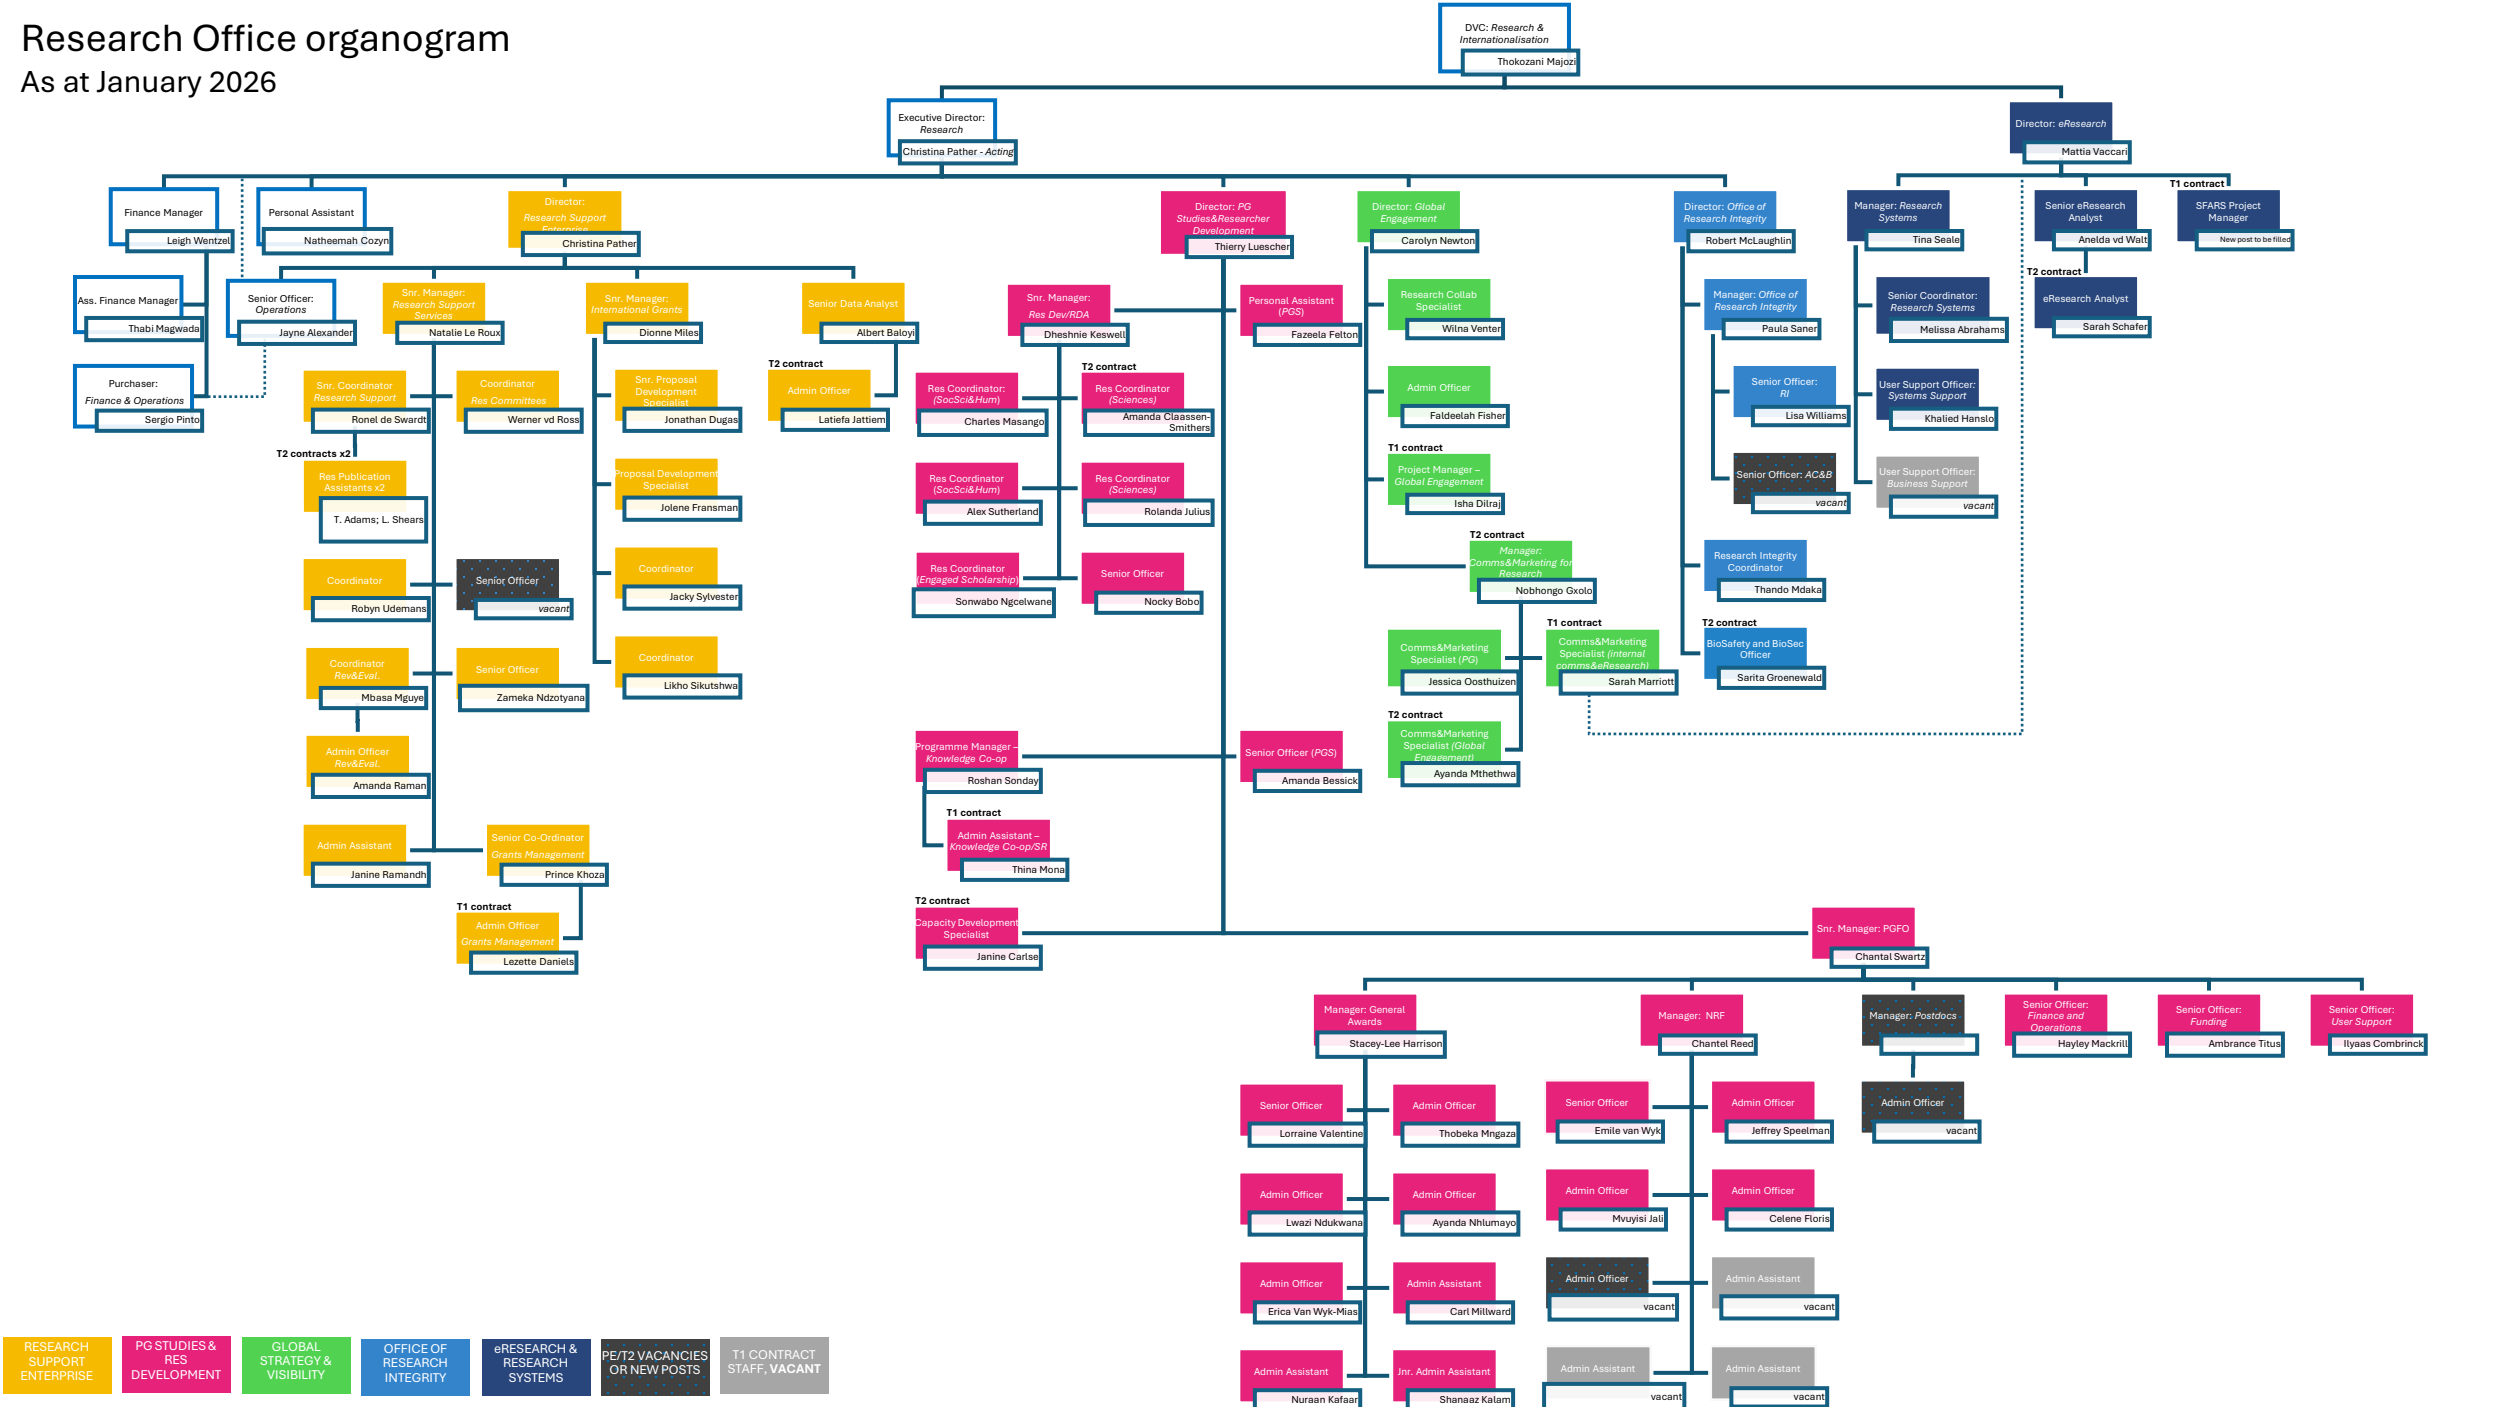 Research Office organogram
As at January 2026
DVC: Research &
Internationalisation
Thokozani Majozi
Executive Director:
Research
Christina Pather - Acting
Director: eResearch
Mattia Vaccari
Finance Manager
Leigh Wentzel
Personal Assistant
Natheemah Cozyn
Director:
Research Support
Enterprise
Christina Pather
Director: PG
Studies&Researcher
Development
Thierry Luescher
Director: Global
Engagement
Carolyn Newton
Director: Office of
Research Integrity
Robert McLaughlin
Manager: Research
Systems
Tina Seale
Senior eResearch
Analyst
Anelda vd Walt
T1 contract
SFARS Project
Manager
New post to be filled
Ass. Finance Manager
Thabi Magwada
Senior Officer:
Operations
Jayne Alexander
Purchaser:
Finance & Operations
Sergio Pinto
Snr. Manager:
Research Support
Services
Natalie Le Roux
Snr. Manager:
International Grants
Dionne Miles
Senior Data Analyst
Albert Baloyi
T2 contract
Admin Officer
Latiefa Jattiem
Snr. Coordinator
Research Support
Ronel de Swardt
Coordinator
Res Committees
Werner vd Ross
T2 contracts x2
Res Publication
Assistants x2
T. Adams; L. Shears
Coordinator
Robyn Udemans
Senior Officer
vacant
Coordinator
Rev&Eval.
Mbasa Mguye
Senior Officer
Zameka Ndzotyana
Admin Officer
Rev&Eval.
Amanda Raman
Admin Assistant
Janine Ramandh
Senior Co-Ordinator
Grants Management
Prince Khoza
T1 contract
Admin Officer
Grants Management
Lezette Daniels
Snr. Proposal
Development
Specialist
Jonathan Dugas
Proposal Development
Specialist
Jolene Fransman
Coordinator
Jacky Sylvester
Coordinator
Likho Sikutshwa
Snr. Manager:
Res Dev/RDA
Dheshnie Keswell
Personal Assistant
(PGS)
Fazeela Felton
Res Coordinator:
(SocSci&Hum)
Charles Masango
T2 contract
Res Coordinator
(Sciences)
Amanda Claassen-
Smithers
Res Coordinator
(SocSci&Hum)
Alex Sutherland
Res Coordinator
(Sciences)
Rolanda Julius
Res Coordinator
(Engaged Scholarship)
Sonwabo Ngcelwane
Senior Officer
Nocky Bobo
Programme Manager –
Knowledge Co-op
Roshan Sonday
Senior Officer (PGS)
Amanda Bessick
T1 contract
Admin Assistant –
Knowledge Co-op/SR
Thina Mona
T2 contract
Capacity Development
Specialist
Janine Carlse
Snr. Manager: PGFO
Chantal Swartz
Research Collab
Specialist
Wilna Venter
Admin Officer
Faldeelah Fisher
T1 contract
Project Manager –
Global Engagement
Isha Dilraj
T2 contract
Manager:
Comms&Marketing for
Research
Nobhongo Gxolo
Comms&Marketing
Specialist (PG)
Jessica Oosthuizen
T1 contract
Comms&Marketing
Specialist (internal
comms&eResearch)
Sarah Marriott
T2 contract
Comms&Marketing
Specialist (Global
Engagement)
Ayanda Mthethwa
Manager: Office of
Research Integrity
Paula Saner
Senior Officer:
RI
Lisa Williams
Senior Officer: AC&B
vacant
Research Integrity
Coordinator
Thando Mdaka
T2 contract
BioSafety and BioSec
Officer
Sarita Groenewald
Senior Coordinator:
Research Systems
Melissa Abrahams
User Support Officer:
Systems Support
Khalied Hanslo
User Support Officer:
Business Support
vacant
T2 contract
eResearch Analyst
Sarah Schafer
Manager: General
Awards
Stacey-Lee Harrison
Manager: NRF
Chantel Reed
Manager: Postdocs
Senior Officer:
Finance and
Operations
Hayley Mackrill
Senior Officer:
Funding
Ambrance Titus
Senior Officer:
User Support
Ilyaas Combrinck
Senior Officer
Lorraine Valentine
Admin Officer
Thobeka Mngaza
Senior Officer
Emile van Wyk
Admin Officer
Jeffrey Speelman
Admin Officer
vacant
Admin Officer
Lwazi Ndukwana
Admin Officer
Ayanda Nhlumayo
Admin Officer
Mvuyisi Jali
Admin Officer
Celene Floris
Admin Officer
Erica Van Wyk-Mias
Admin Assistant
Carl Millward
Admin Officer
vacant
Admin Assistant
vacant
Admin Assistant
Nuraan Kafaar
Jnr. Admin Assistant
Shanaaz Kalam
Admin Assistant
vacant
Admin Assistant
vacant
RESEARCH
SUPPORT
ENTERPRISE
PG STUDIES &
RES
DEVELOPMENT
GLOBAL
STRATEGY &
VISIBILITY
OFFICE OF
RESEARCH
INTEGRITY
eRESEARCH &
RESEARCH
SYSTEMS
PE/T2 VACANCIES
OR NEW POSTS
T1 CONTRACT
STAFF, VACANT